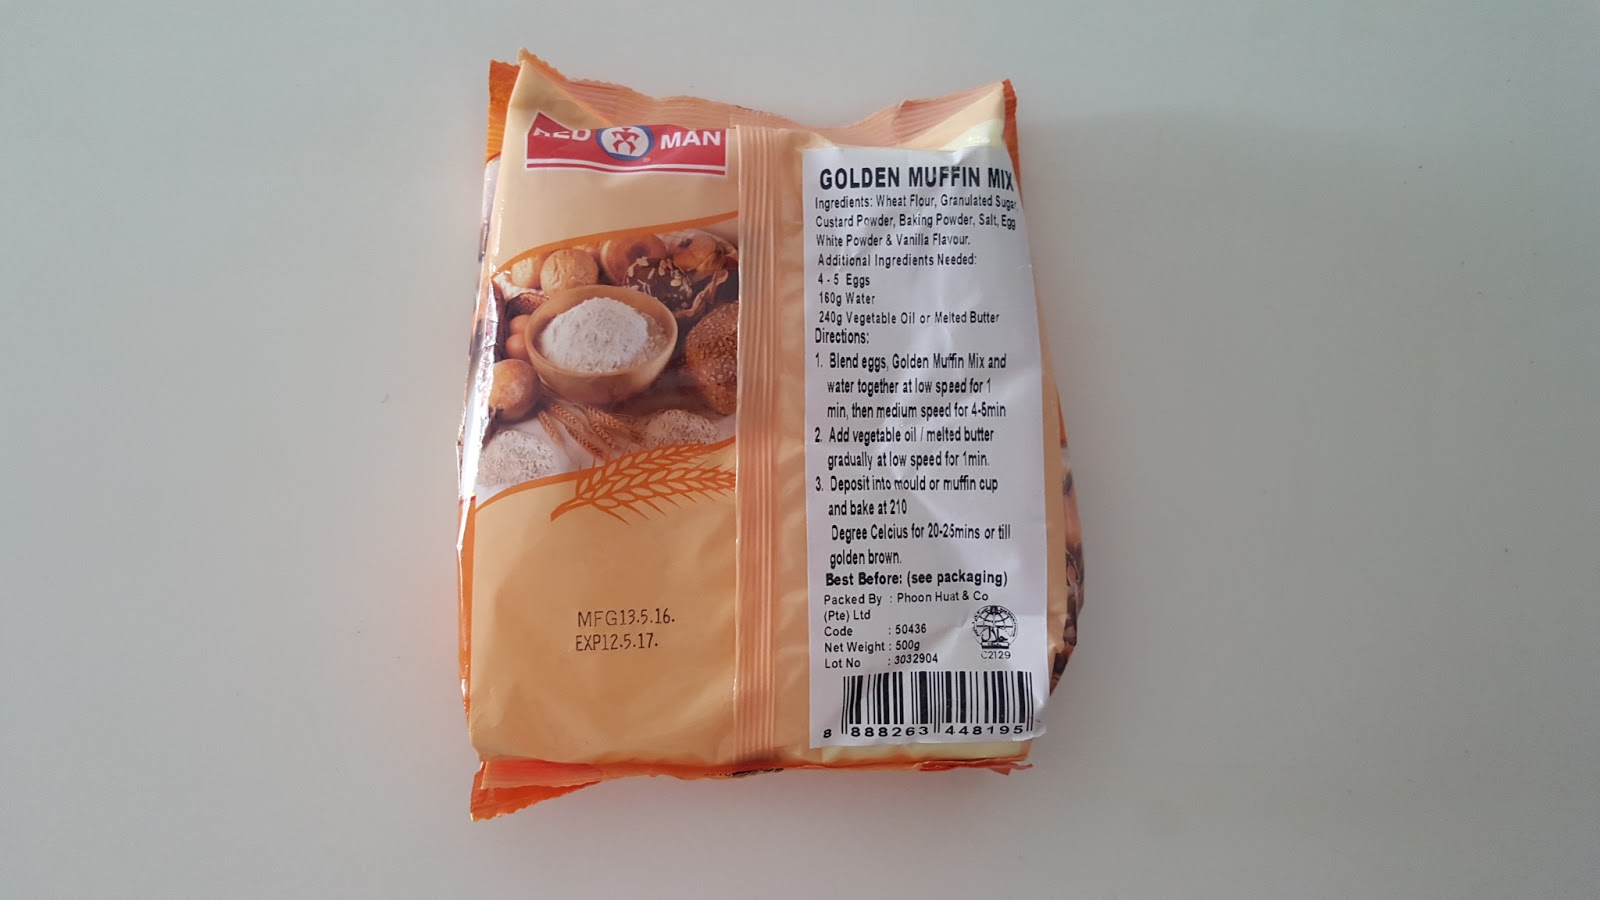 RED MAN
MFG13.5.16.
EXP12.5.17.
GOLDEN MUFFIN MIX
Ingredients: Wheat Flour, Granulated Sugar,
Custard Powder, Baking Powder, Salt, Egg
White Powder & Vanilla Flavour.
Additional Ingredients Needed:
4 - 5 Eggs
160g Water
240g Vegetable Oil or Melted Butter
Directions:
1. Blend eggs, Golden Muffin Mix and
water together at low speed for 1
min, then medium speed for 4-5min
2. Add vegetable oil / melted butter
gradually at low speed for 1min.
3. Deposit into mould or muffin cup
and bake at 210
Degree Celcius for 20-25mins or till
golden brown.
Best Before: (see packaging)
Packed By : Phoon Huat & Co
(Pte) Ltd
Code : 50436
Net Weight : 500g
Lot No : 3032904
C2129
8 888263 448195